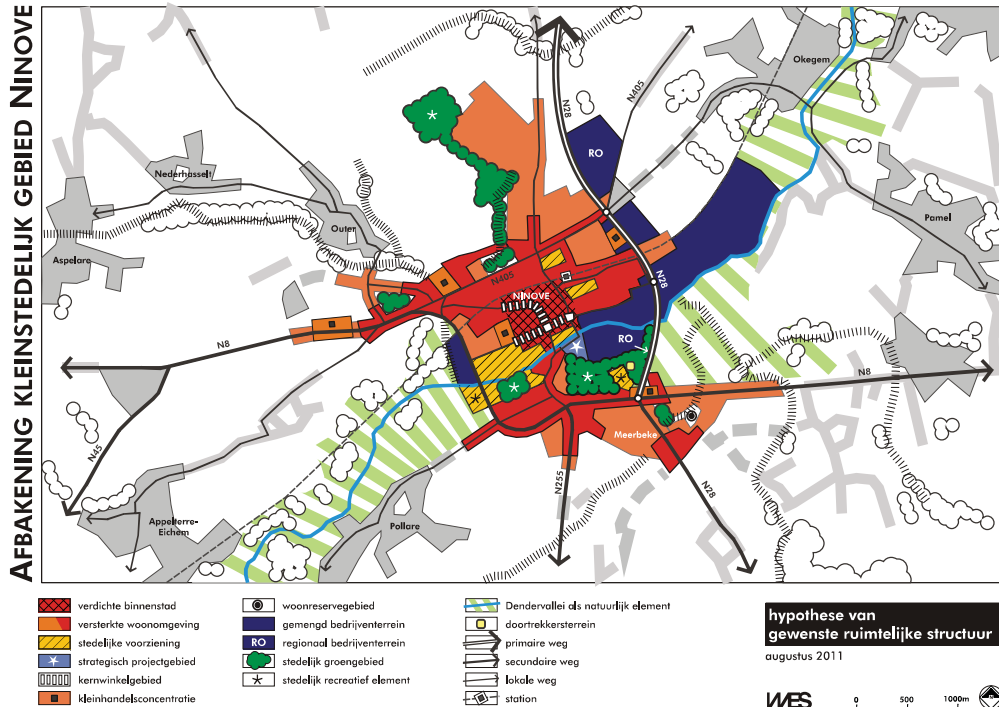 AFBAKENING KLEINSTEDELIJK GEBIED NINOVE
Okegem
N28
N405
RO
Nederhasselt
Outer
Pamel
Aspelare
N405
N28
NINOVE
RO
N8
N8
Meerbeke
N45
N255
N28
Appelterre-
Eichem
Pollare
verdichte binnenstad
versterkte woonomgeving
stedelijke voorziening
strategisch projectgebied
kernwinkelgebied
kleinhandelsconcentratie
woonreservegebied
gemengd bedrijventerrein
RO regionaal bedrijventerrein
stedelijk groengebied
stedelijk recreatief element
Dendervallei als natuurlijk element
doortrekkersterrein
primaire weg
secundaire weg
lokale weg
station
hypothese van
gewenste ruimtelijke structuur
augustus 2011
WES
0 500 1000m